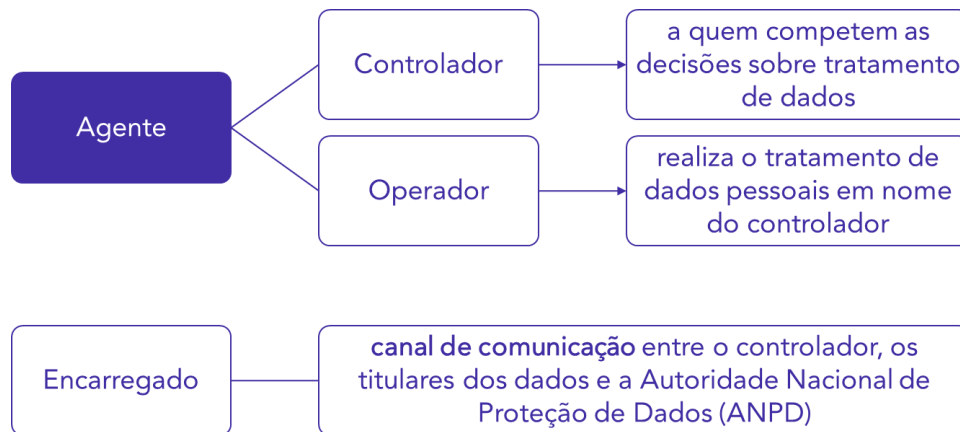 Agente
Controlador
a quem competem as
decisões sobre tratamento
de dados
Operador
realiza o tratamento de
dados pessoais em nome
do controlador
Encarregado
canal de comunicação entre o controlador, os
titulares dos dados e a Autoridade Nacional de
Proteção de Dados (ANPD)